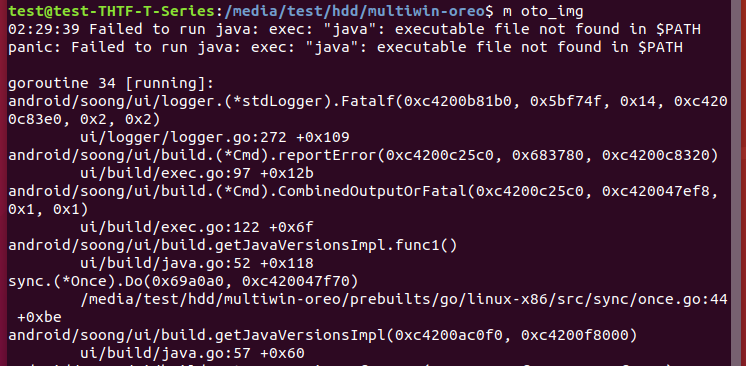 test@test-THTF-T-Series:/media/test/hdd/multiwin-oreo$ m oto_img
02:29:39 Failed to run java: exec: "java": executable file not found in $PATH
panic: Failed to run java: exec: "java": executable file not found in $PATH

goroutine 34 [running]:
android/soong/ui/logger.(*stdLogger).Fatalf(0xc4200b81b0, 0x5bf74f, 0x14, 0xc420
0c83e0, 0x2, 0x2)
        ui/logger/logger.go:272 +0x109
android/soong/ui/build.(*Cmd).reportError(0xc4200c25c0, 0x683780, 0xc4200c8320)
        ui/build/exec.go:97 +0x12b
android/soong/ui/build.(*Cmd).CombinedOutputOrFatal(0xc4200c25c0, 0xc420047ef8,
0x1, 0x1)
        ui/build/exec.go:122 +0x6f
android/soong/ui/build.getJavaVersionsImpl.func1()
        ui/build/java.go:52 +0x118
sync.(*Once).Do(0x69a0a0, 0xc420047f70)
        /media/test/hdd/multiwin-oreo/prebuilts/go/linux-x86/src/sync/once.go:44
 +0xbe
android/soong/ui/build.getJavaVersionsImpl(0xc4200ac0f0, 0xc4200f8000)
        ui/build/java.go:57 +0x60